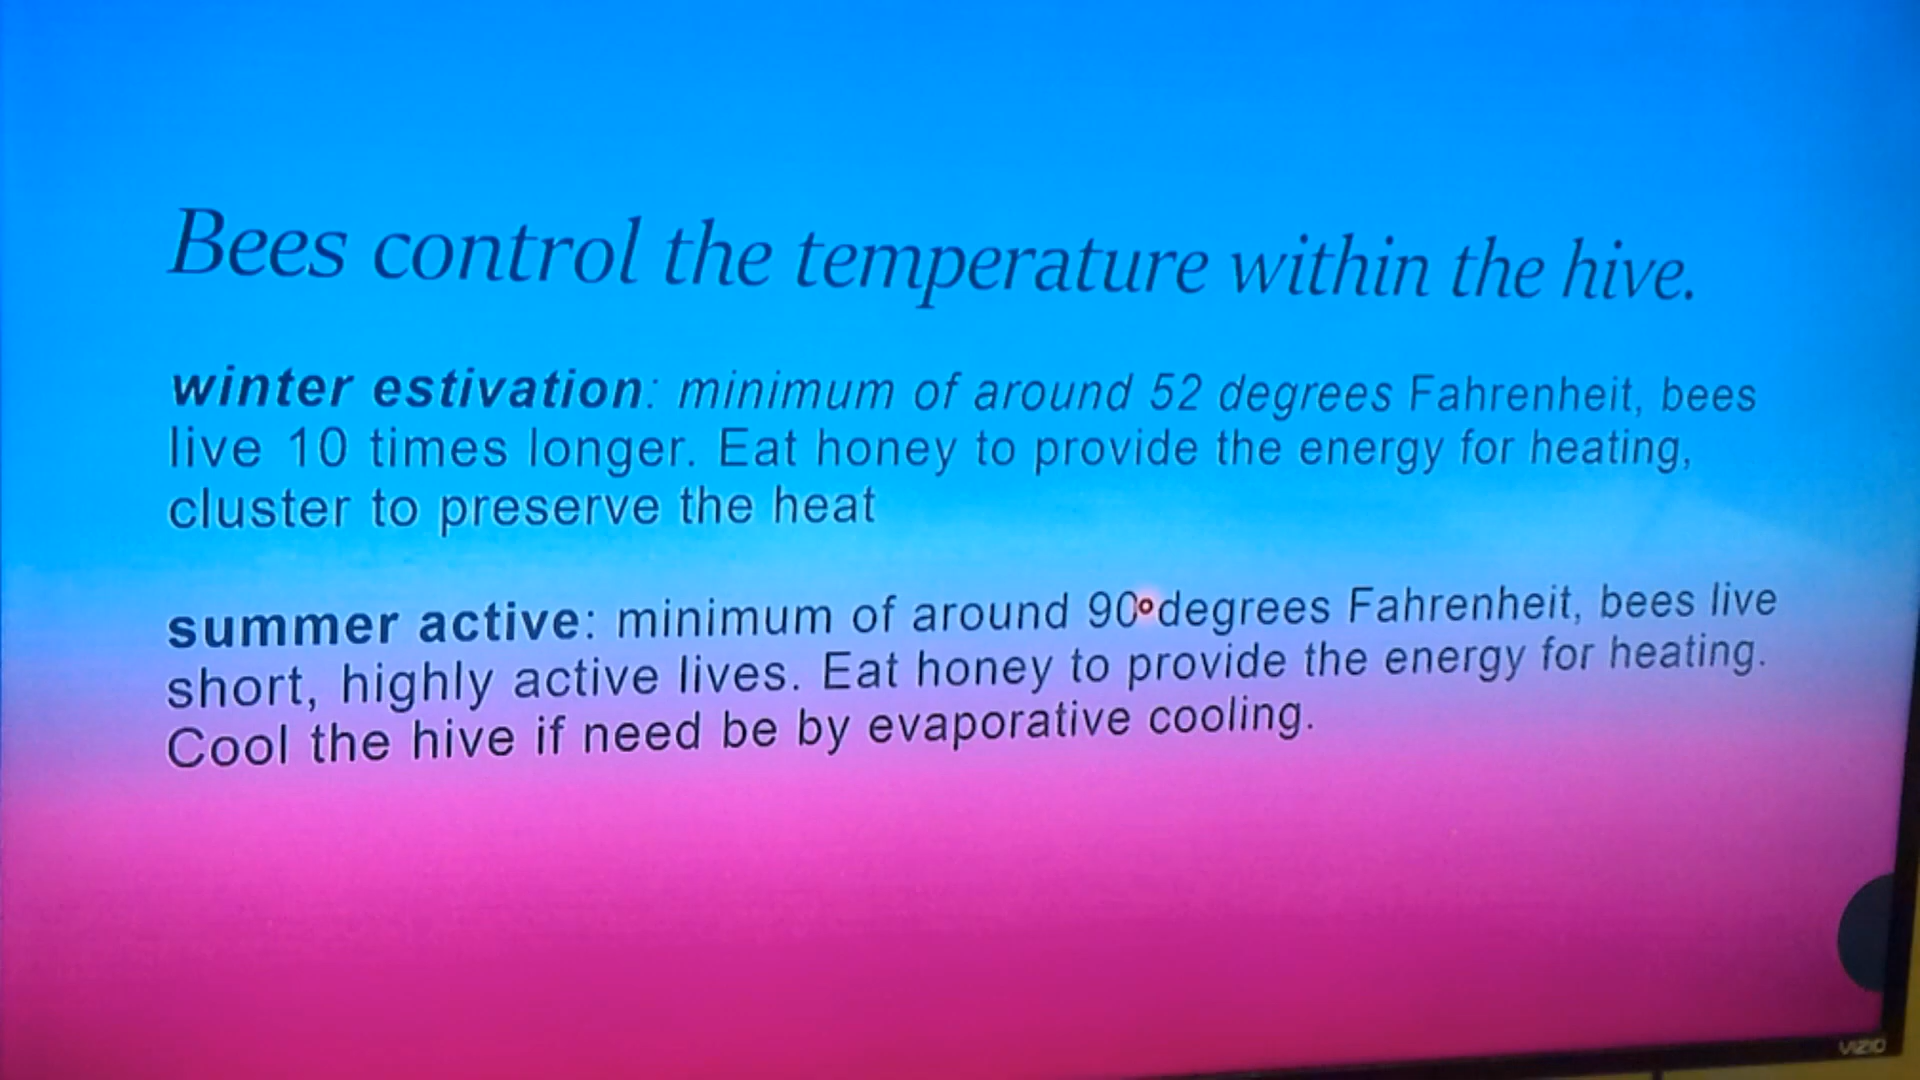 Bees control the temperature within the hive.
winter estivation: minimum of around 52 degrees Fahrenheit, bees
live 10 times longer. Eat honey to provide the energy for heating,
cluster to preserve the heat
summer active: minimum of around 90 degrees Fahrenheit, bees live
short, highly active lives. Eat honey to provide the energy for heating.
Cool the hive if need be by evaporative cooling.
VIZIO